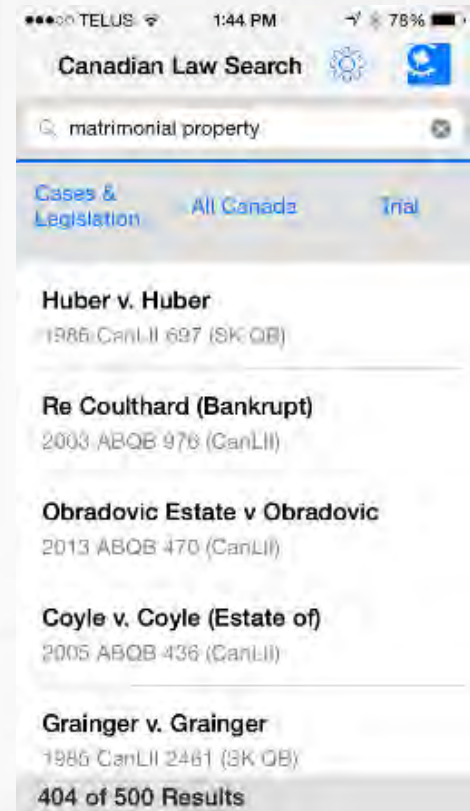 TELUS 1:44 PM 78%
Canadian Law Search
matrimonial property
Cases & Legislation All Canada Trial
Huber v. Huber
1986 CanLII 697 (SK QB)
Re Coulthard (Bankrupt)
2003 ABQB 976 (CanLII)
Obradovic Estate v Obradovic
2013 ABQB 470 (CanLII)
Coyle v. Coyle (Estate of)
2005 ABQB 436 (CanLII)
Grainger v. Grainger
1985 CanLII 2461 (SK QB)
404 of 500 Results